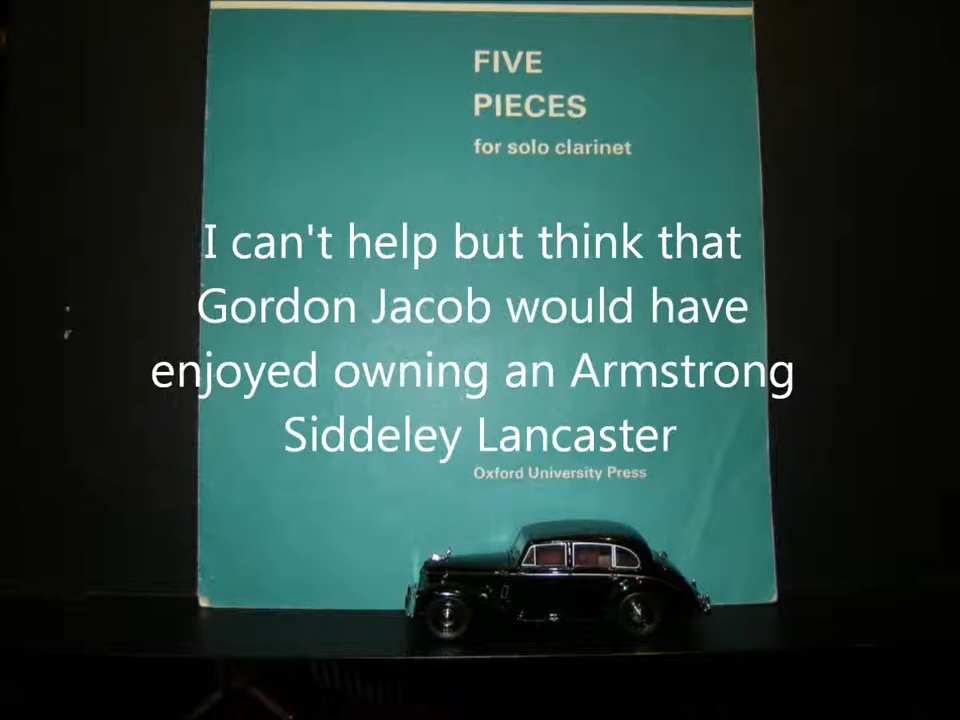 FIVE
PIECES
for solo clarinet
I can't help but think that
Gordon Jacob would have
enjoyed owning an Armstrong
Siddeley Lancaster
Oxford University Press